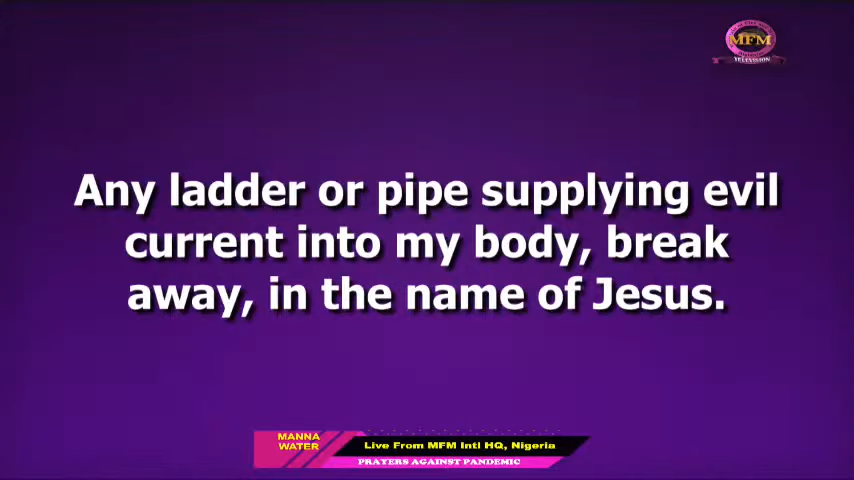 MFM
TELEVISION
Any ladder or pipe supplying evil
current into my body, break
away, in the name of Jesus.
MANNA
WATER
Live From MFM Intl HQ, Nigeria
PRAYERS AGAINST PANDEMIC